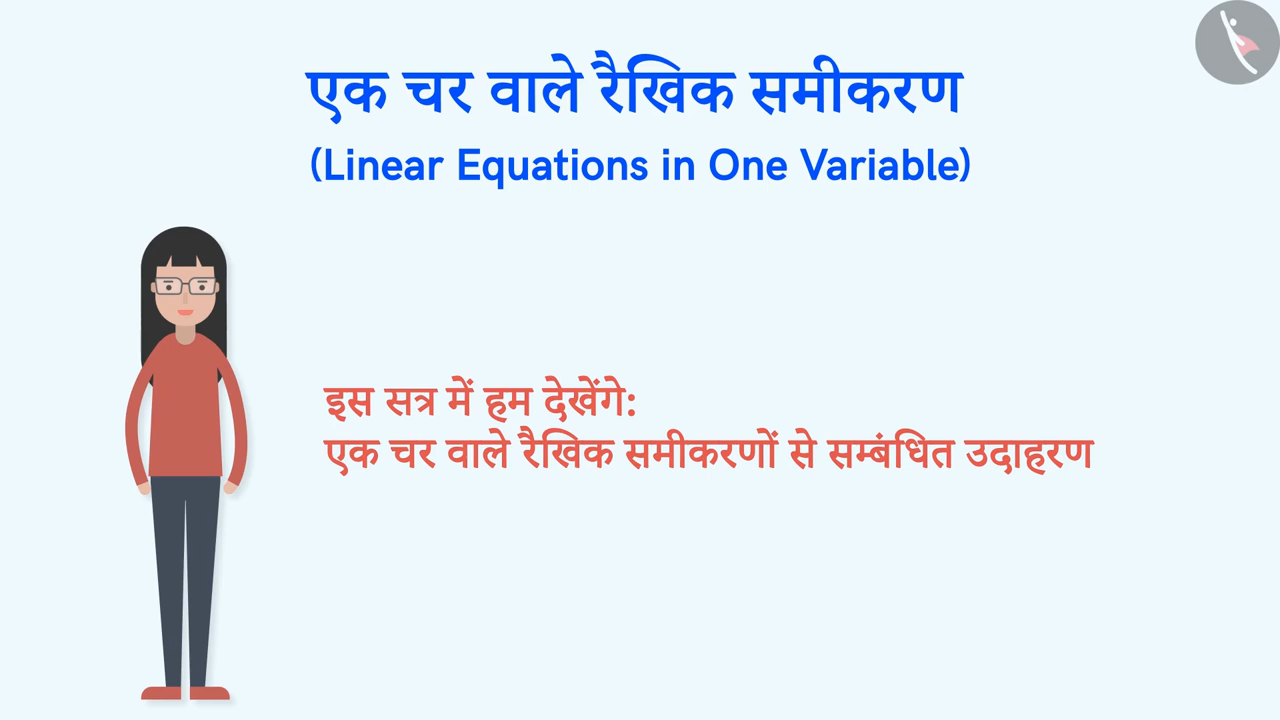 एक चर वाले रैखिक समीकरण
(Linear Equations in One Variable)
इस सत्र में हम देखेंगे:
एक चर वाले रैखिक समीकरणों से सम्बंधित उदाहरण